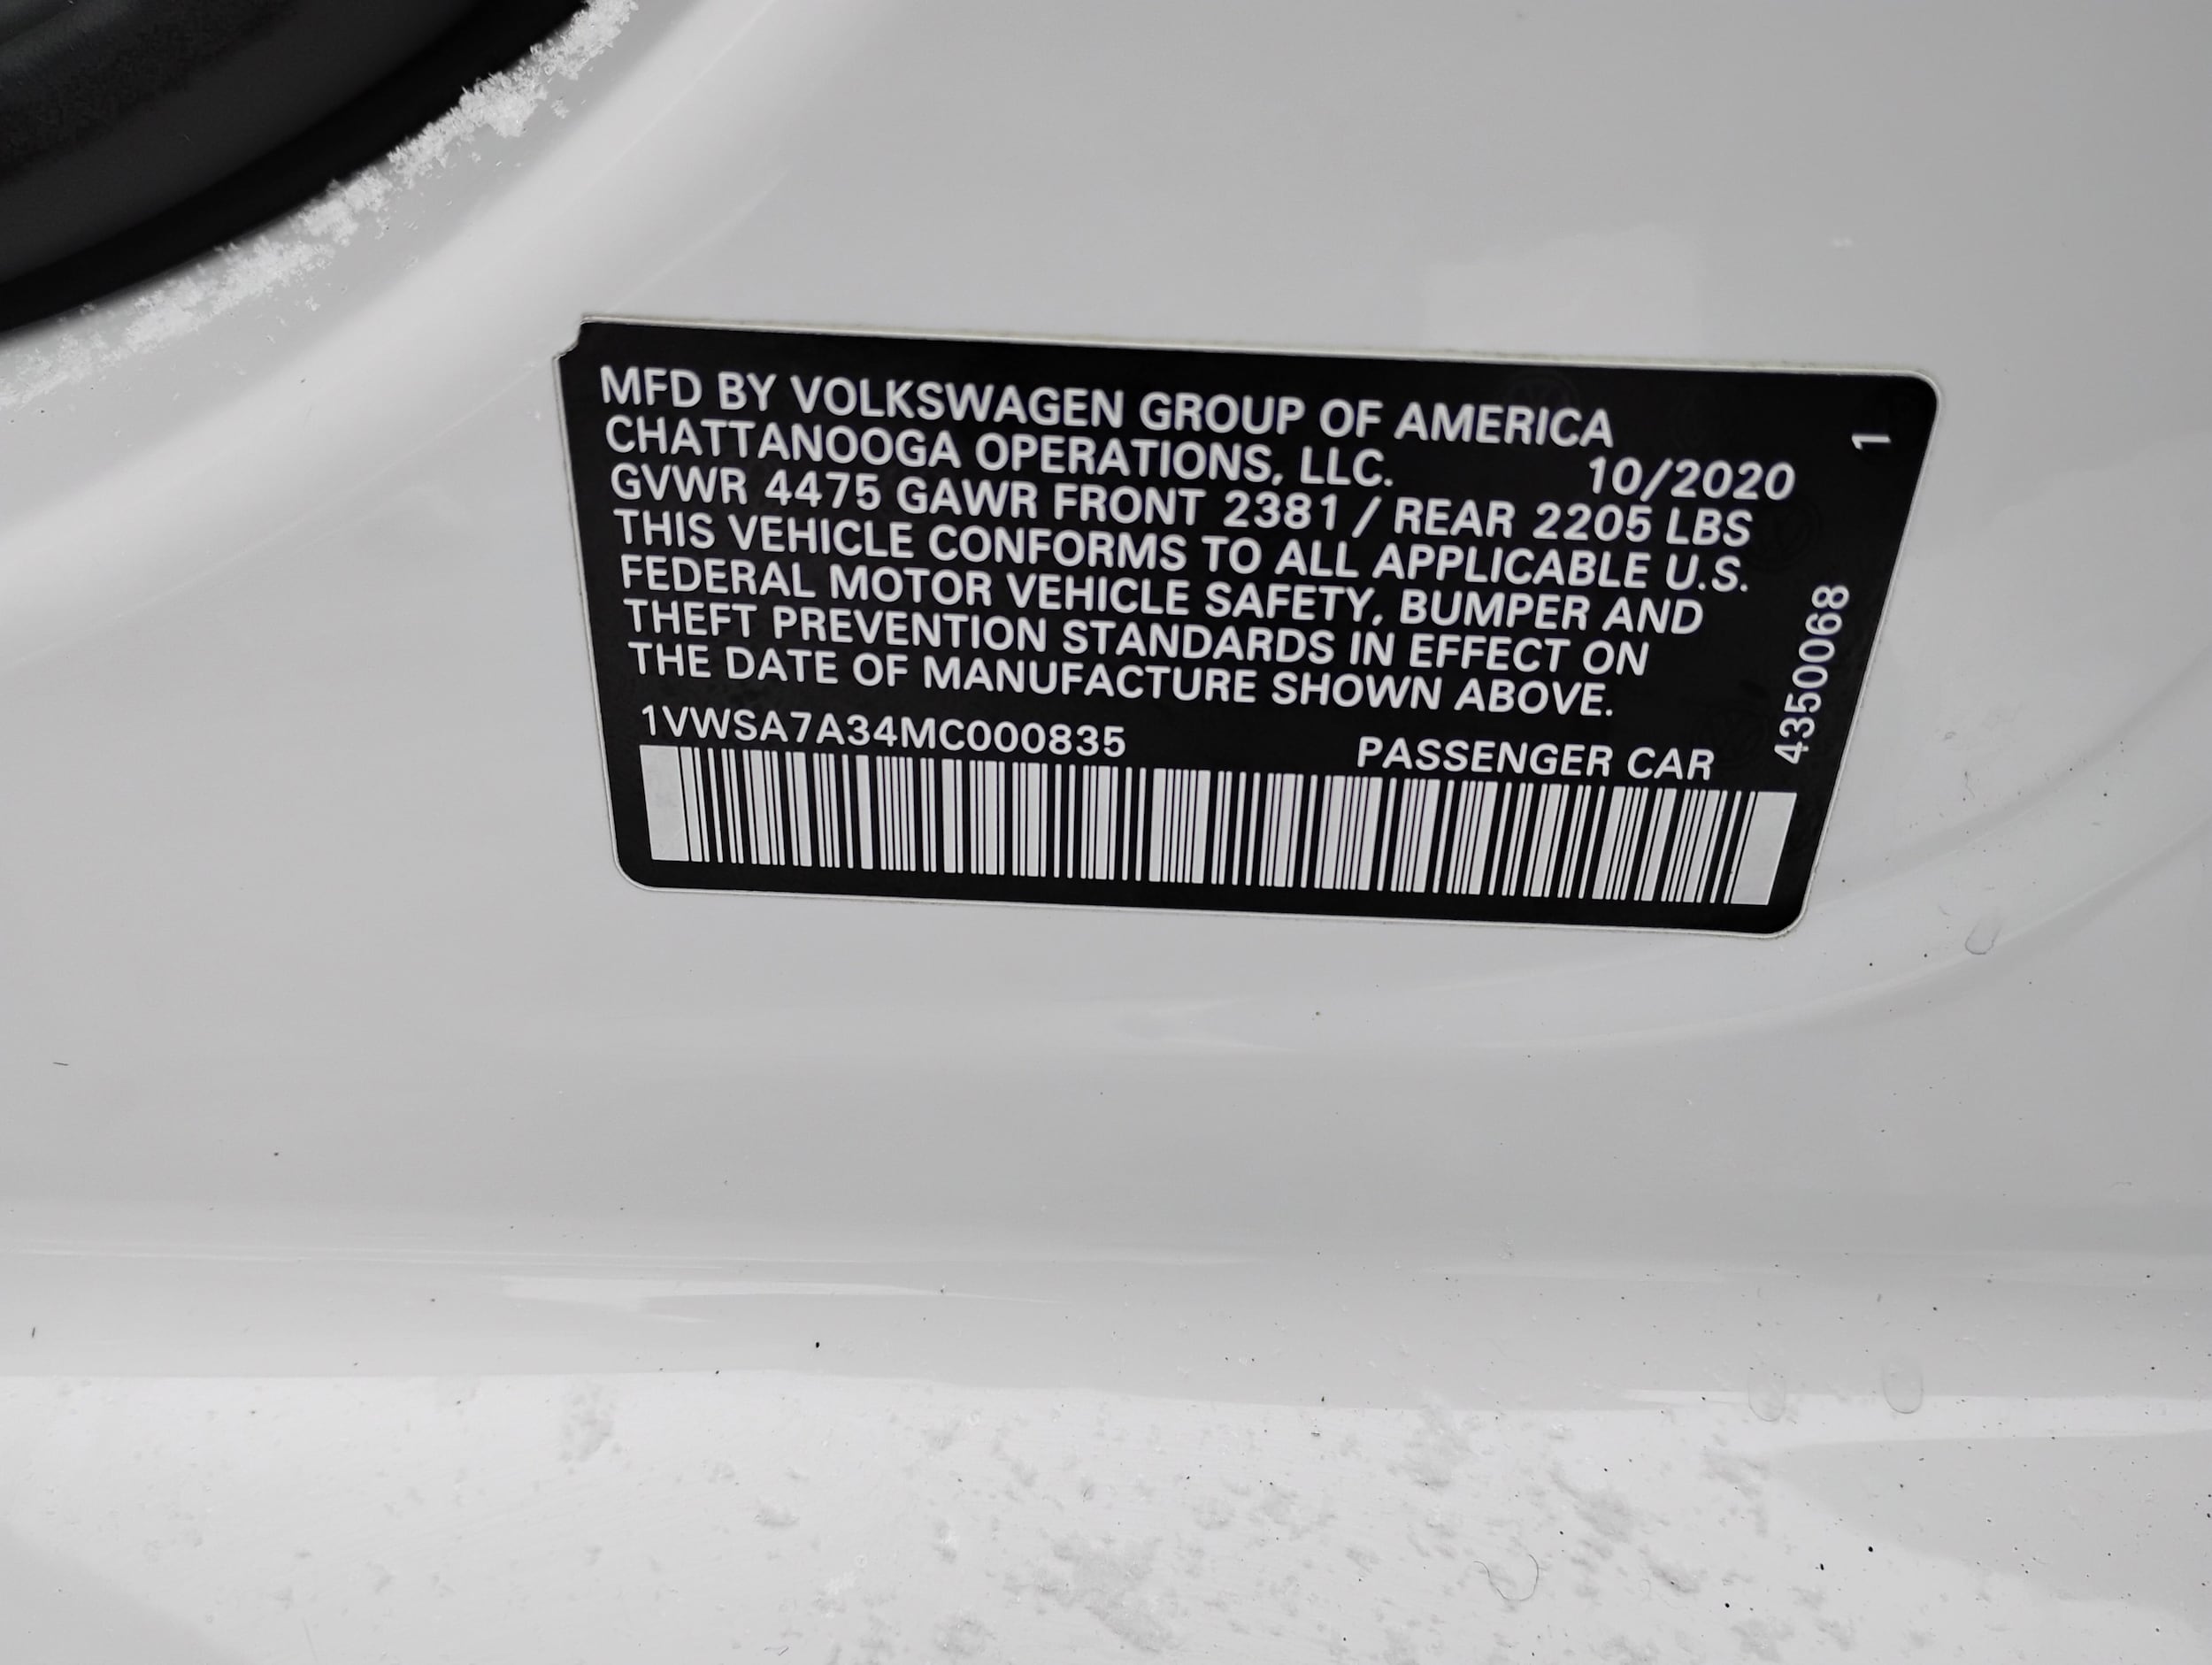 MFD BY VOLKSWAGEN GROUP OF AMERICA
CHATTANOOGA OPERATIONS, LLC. 10/2020
GVWR 4475 GAWR FRONT 2381 / REAR 2205 LBS
THIS VEHICLE CONFORMS TO ALL APPLICABLE U.S.
FEDERAL MOTOR VEHICLE SAFETY, BUMPER AND
THEFT PREVENTION STANDARDS IN EFFECT ON
THE DATE OF MANUFACTURE SHOWN ABOVE.
1VWSA7A34MC000835 PASSENGER CAR
4350068 1